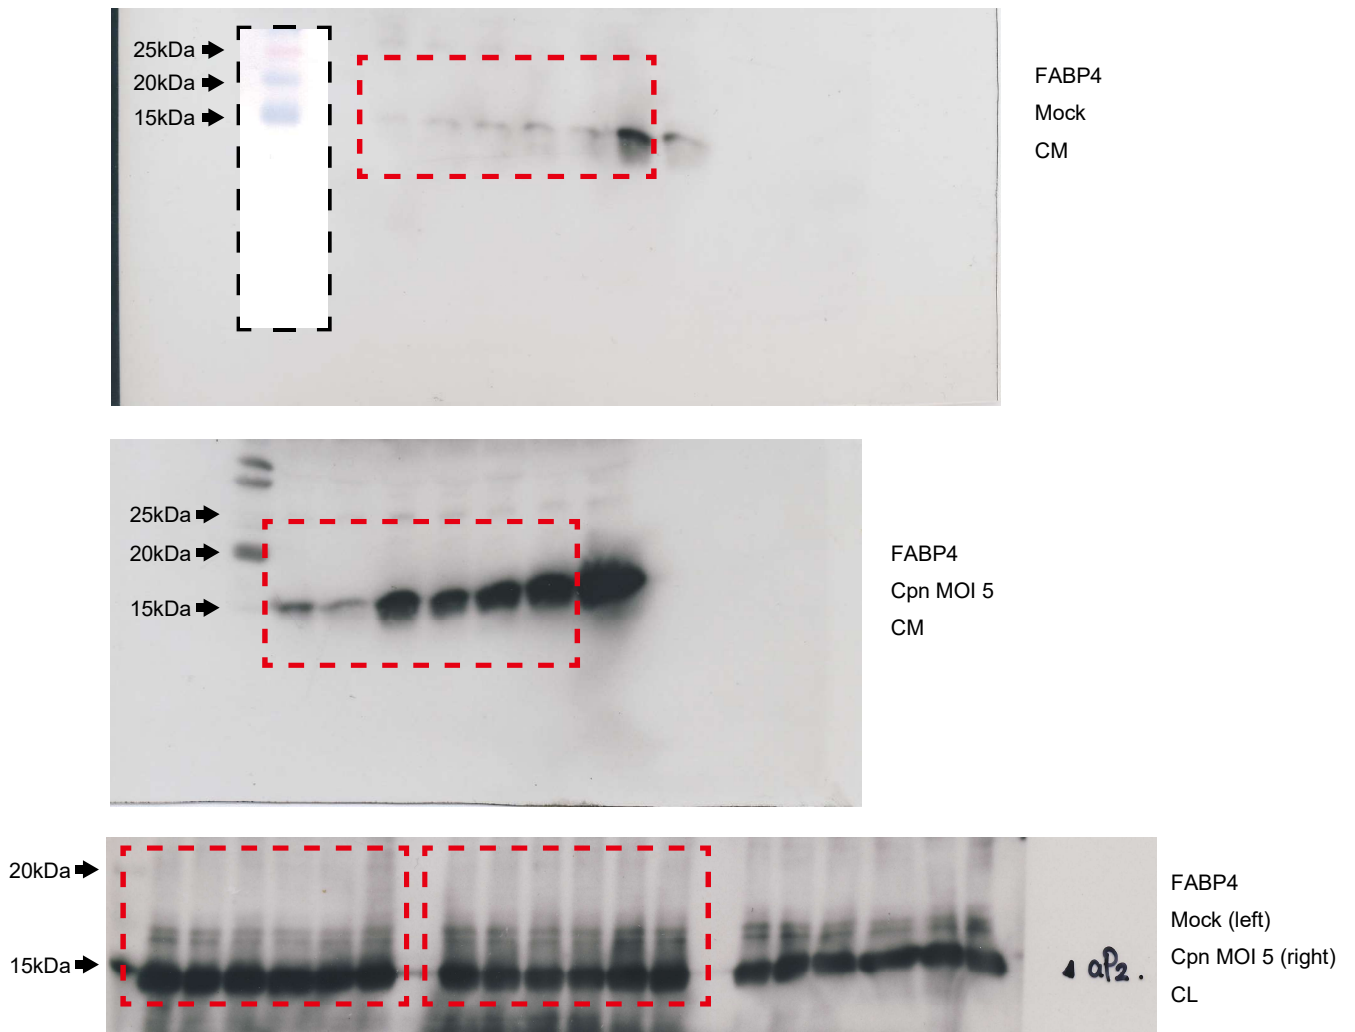 25kDa
20kDa
15kDa
FABP4
Mock
CM
25kDa
20kDa
15kDa
FABP4
Cpn MOI 5
CM
20kDa
15kDa
aP2.
FABP4
Mock (left)
Cpn MOI 5 (right)
CL